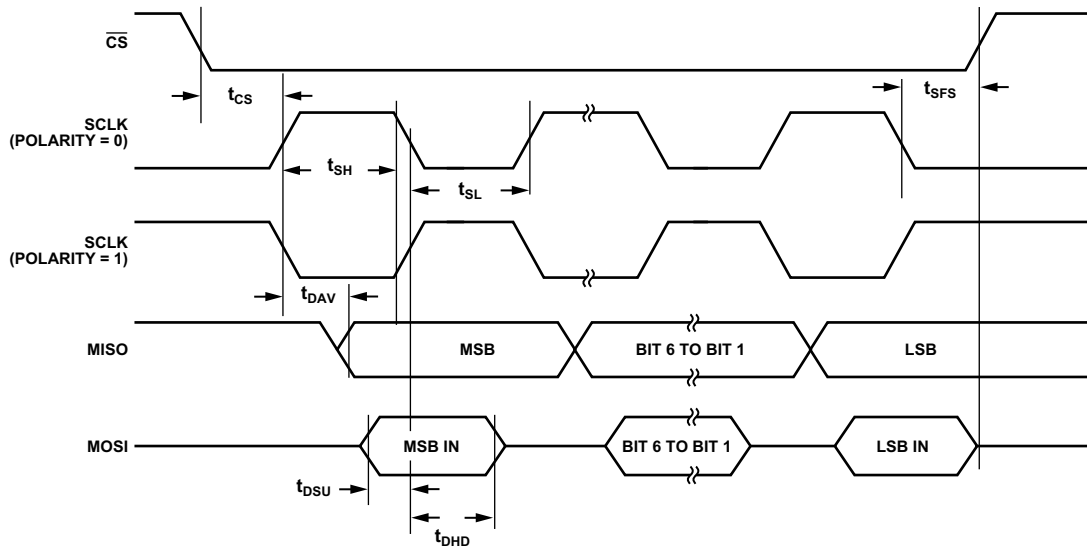 CS
tCS
tSFS
SCLK
(POLARITY = 0)
tSH
tSL
SCLK
(POLARITY = 1)
tDAV
MISO
MSB
BIT 6 TO BIT 1
LSB
MOSI
MSB IN
BIT 6 TO BIT 1
LSB IN
tDSU
tDHD